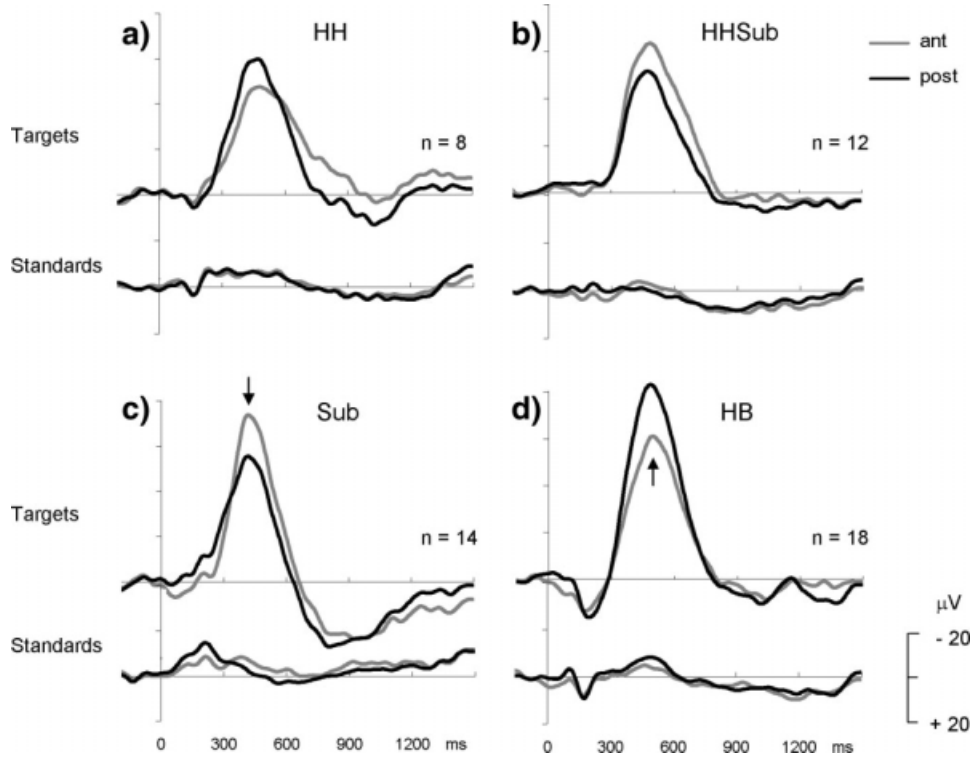 a) HH
b) HHSub
ant
post
Targets
n = 8
n = 12
Standards
c) Sub
d) HB
Targets
n = 14
n = 18
Standards
μV
- 20
+ 20
0 300 600 900 1200 ms
0 300 600 900 1200 ms